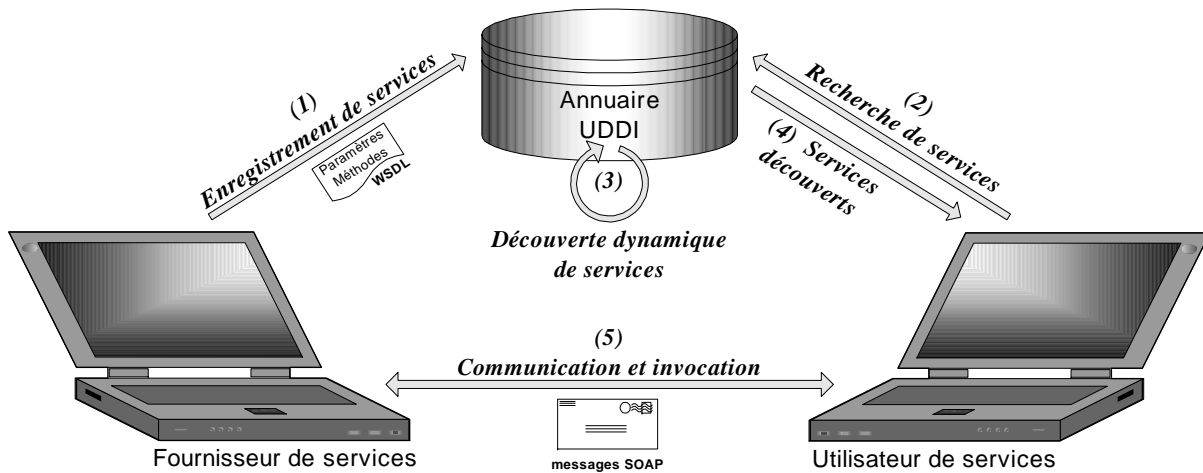 (1)
Enregistrement de services
Paramètres
Méthodes
WSDL
Annuaire
UDDI
(2)
Recherche de services
(4) Services
découverts
(3)
Découverte dynamique
de services
(5)
Communication et invocation
messages SOAP
Fournisseur de services
Utilisateur de services